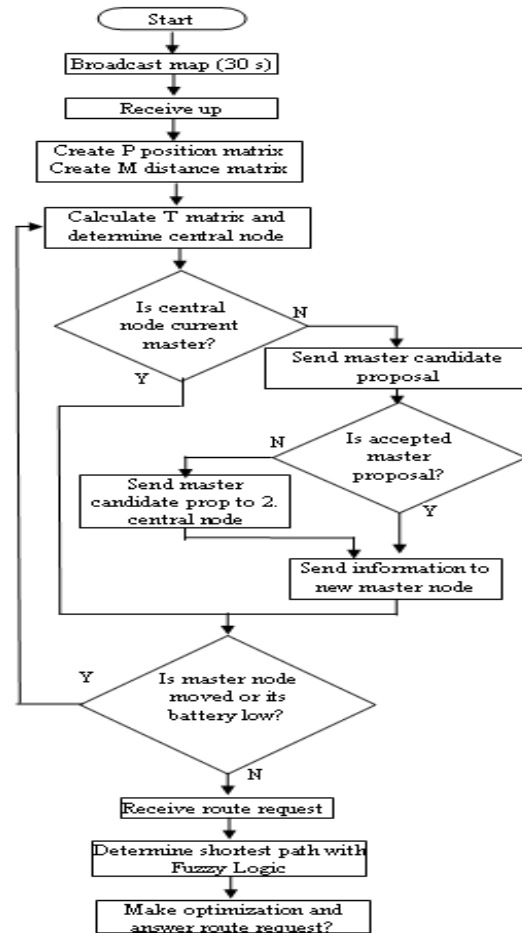 Start
Broadcast map (30 s)
Receive up
Create P position matrix
Create M distance matrix
Calculate T matrix and
determine central node
Is central
node current
master?
N
Y
Send master candidate
proposal
Is accepted
master
proposal?
N
Y
Send master
candidate prop to 2.
central node
Send information to
new master node
Is master node
moved or its
battery low?
Y
N
Receive route request
Determine shortest path with
Fuzzy Logic
Make optimization and
answer route request?